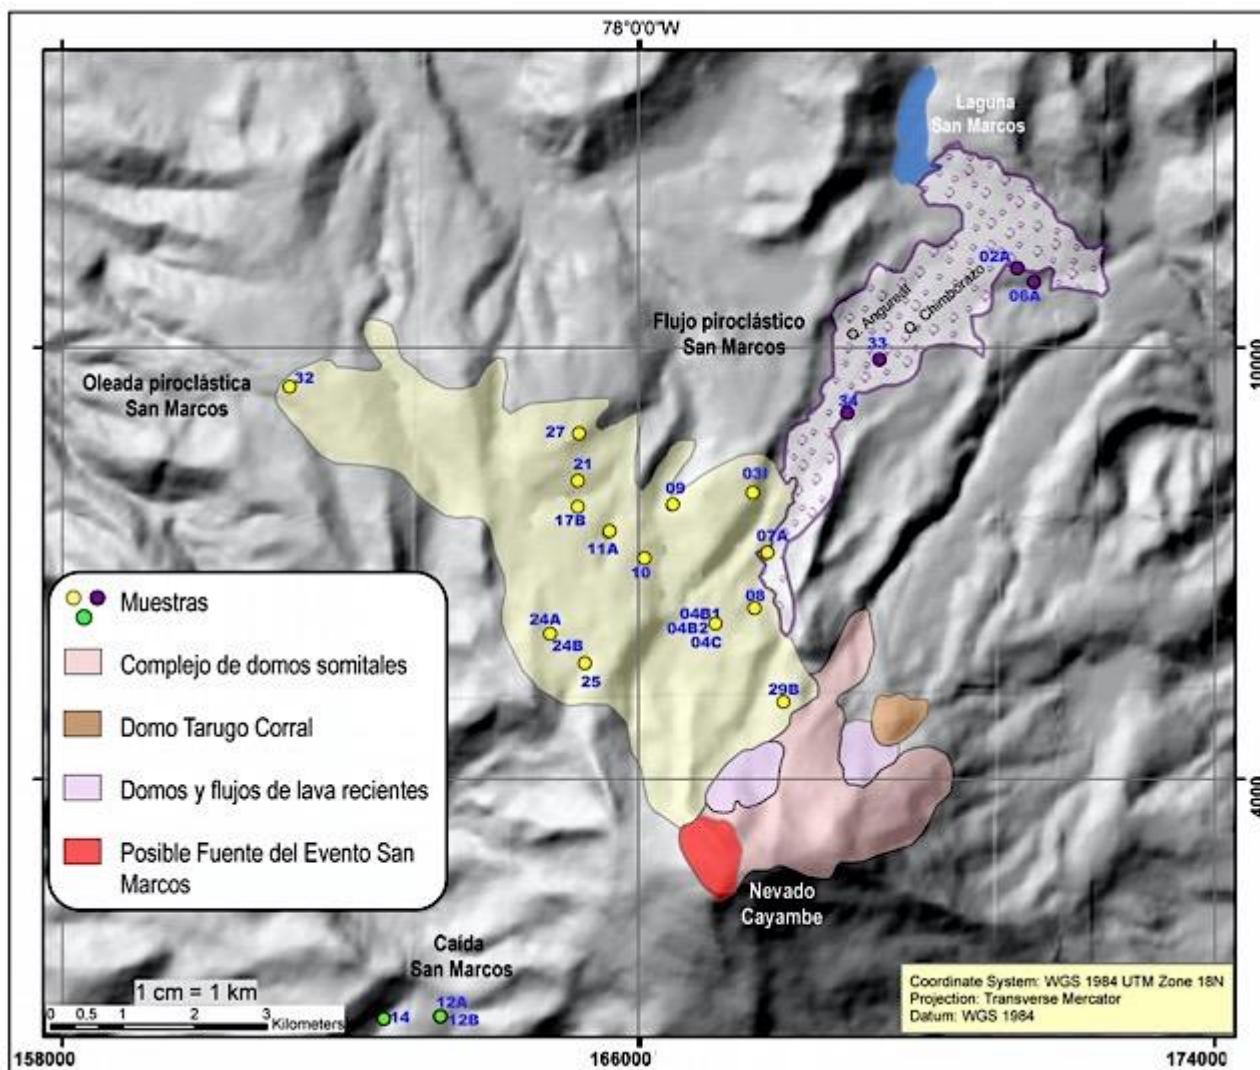 78°0'0"W
Laguna
San Marcos
02A
06A
Q. Angureal
Q. Chimborazo
Flujo piroclástico
San Marcos
33
34
10000
Oleada piroclástica
San Marcos
32
27
21
17B
11A
09
03I
10
07A
08
04B1
04B2
04C
24A
24B
25
29B
Muestras
Complejo de domos somitales
Domo Tarugo Corral
Domos y flujos de lava recientes
Posible Fuente del Evento San
Marcos
4000
Nevado
Cayambe
Caída
San Marcos
1 cm = 1 km
0 0,5 1 2 3
Kilometers
14
12A
12B
Coordinate System: WGS 1984 UTM Zone 18N
Projection: Transverse Mercator
Datum: WGS 1984
158000
166000
174000